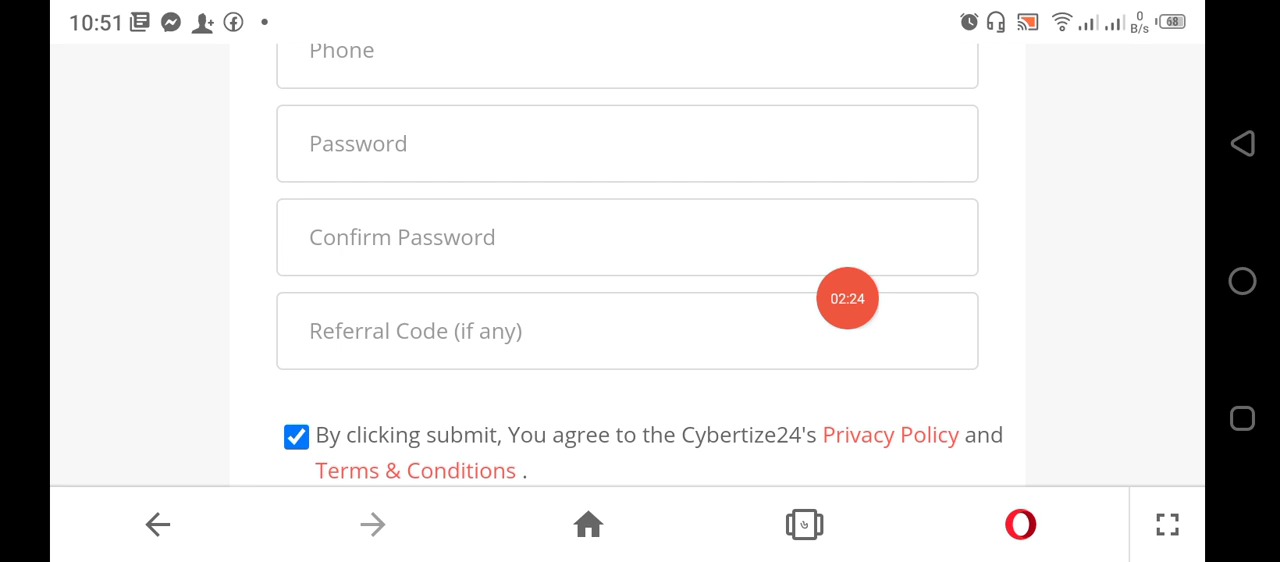 10:51
0
B/s
68
Phone
Password
Confirm Password
02:24
Referral Code (if any)
By clicking submit, You agree to the Cybertize24's Privacy Policy and
Terms & Conditions .
৬